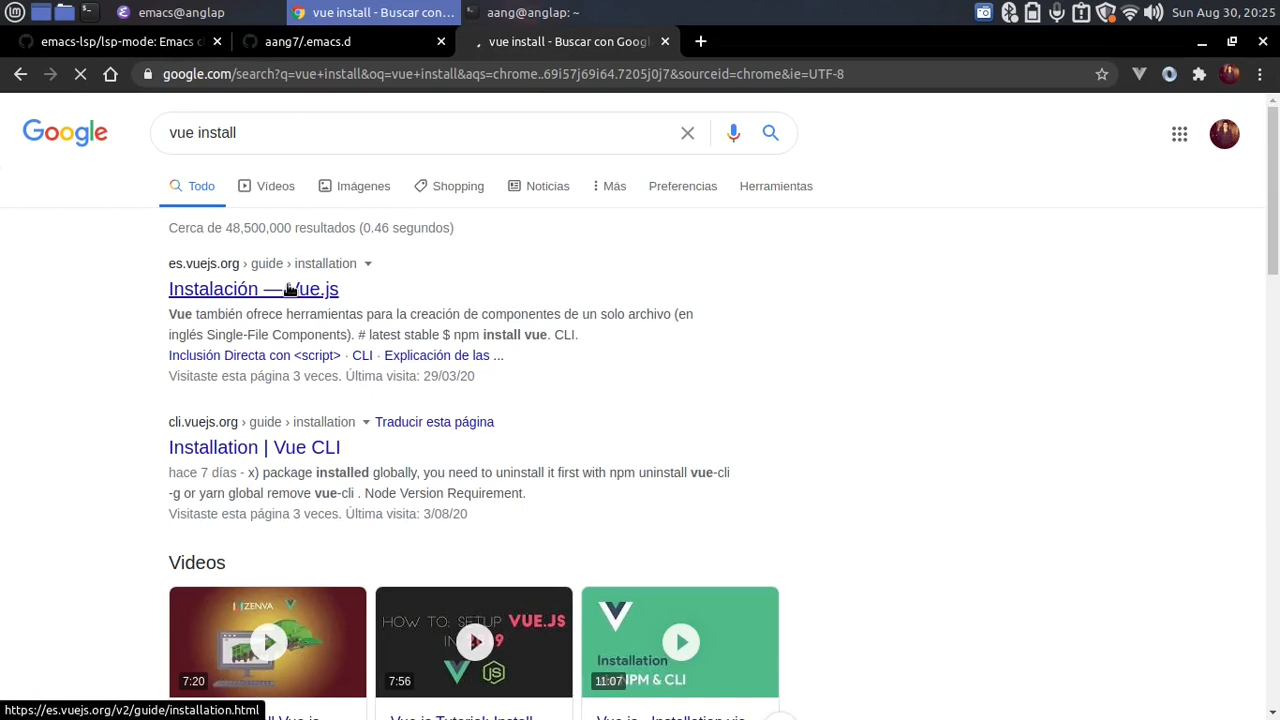 emacs@anglap
vue install - Buscar con...
aang@anglap: ~
Sun Aug 30, 20:25
emacs-lsp/lsp-mode: Emacs c
aang7/.emacs.d
vue install - Buscar con Googl
google.com/search?q=vue+install&oq=vue+install&aqs=chrome..69i57j69i64.7205j0j7&sourceid=chrome&ie=UTF-8
Google
vue install
Todo
Vídeos
Imágenes
Shopping
Noticias
Más
Preferencias
Herramientas
Cerca de 48,500,000 resultados (0.46 segundos)
es.vuejs.org › guide › installation
Instalación — Vue.js
Vue también ofrece herramientas para la creación de componentes de un solo archivo (en
inglés Single-File Components). # latest stable $ npm install vue. CLI.
Inclusión Directa con <script> · CLI · Explicación de las ...
Visitaste esta página 3 veces. Última visita: 29/03/20
cli.vuejs.org › guide › installation Traducir esta página
Installation | Vue CLI
hace 7 días - x) package installed globally, you need to uninstall it first with npm uninstall vue-cli
-g or yarn global remove vue-cli . Node Version Requirement.
Visitaste esta página 3 veces. Última visita: 3/08/20
Videos
ZENVA
7:20
HOW TO: SETUP VUE.JS
7:56
Installation
NPM & CLI
11:07
https://es.vuejs.org/v2/guide/installation.html